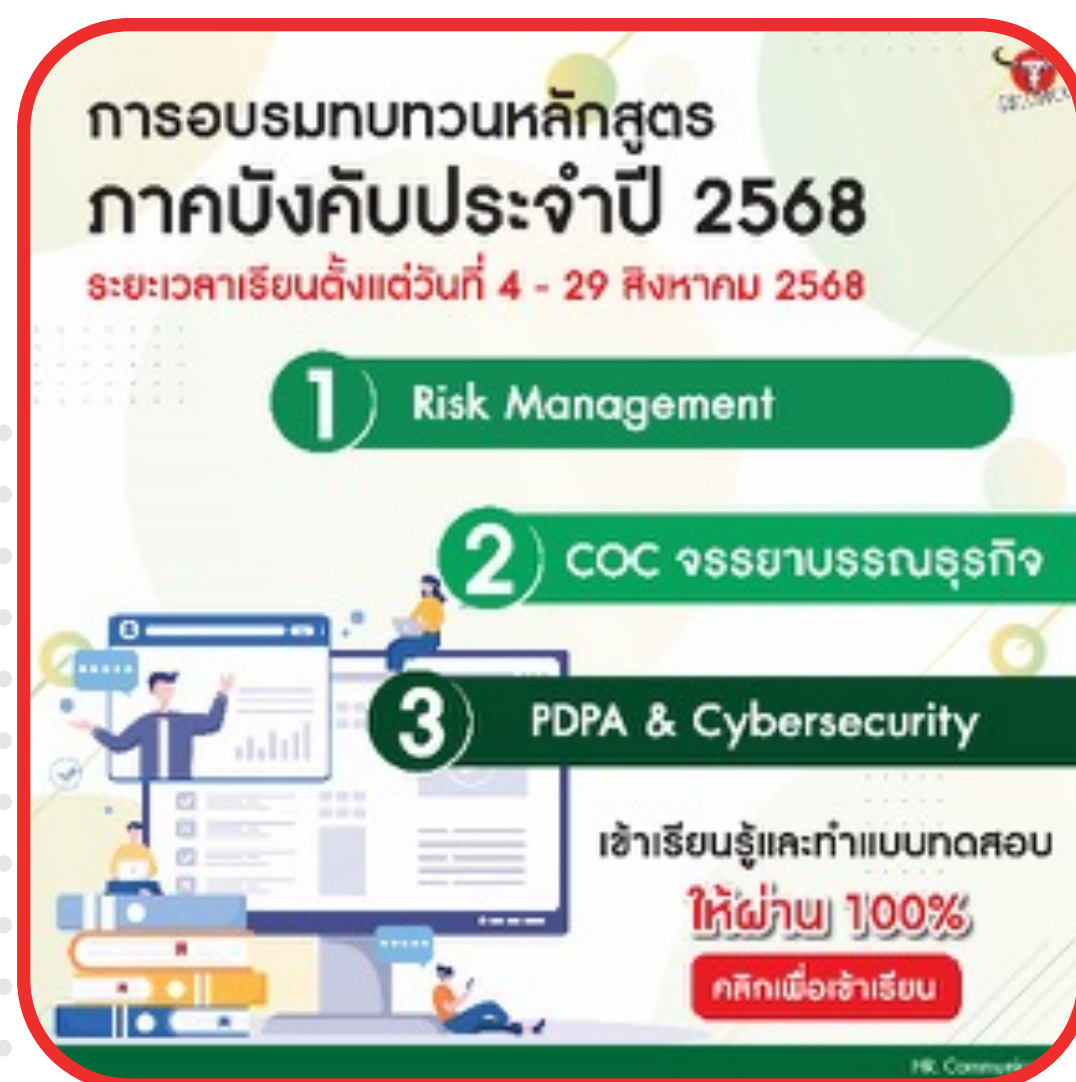 การอบรมทบทวนหลักสูตร
ภาคบังคับประจำปี 2568
ระยะเวลาเรียนตั้งแต่วันที่ 4 - 29 สิงหาคม 2568
1 Risk Management
2 COC จรรยาบรรณธุรกิจ
3 PDPA & Cybersecurity
เข้าเรียนรู้และทำแบบทดสอบ
ให้ผ่าน 100%
คลิกเพื่อเข้าเรียน
HR.